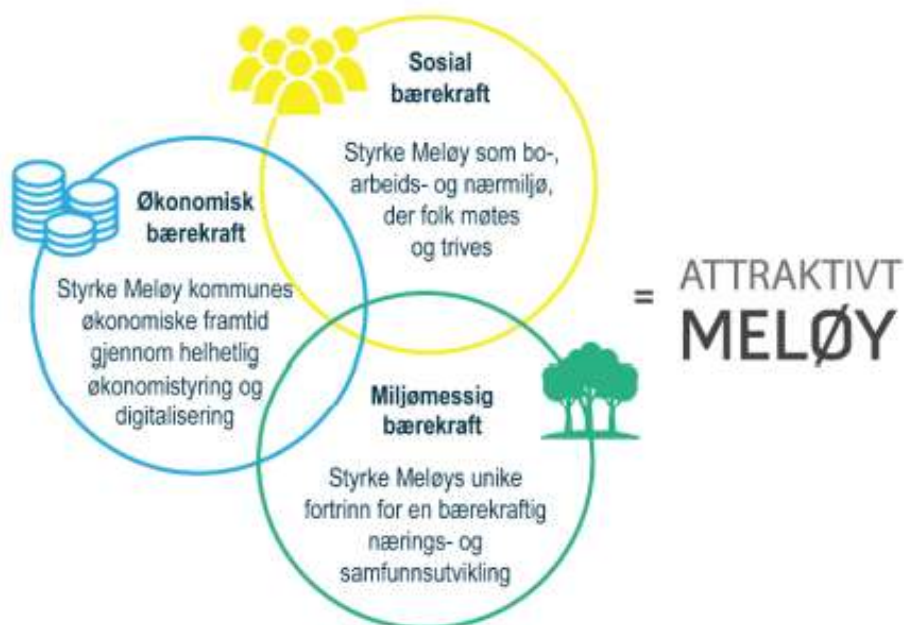 Sosial
bærekraft
Styrke Meløy som bo-,
arbeids- og nærmiljø,
der folk møtes
og trives
Økonomisk
bærekraft
Styrke Meløy kommunes
økonomiske framtid
gjennom helhetlig
økonomistyring og
digitalisering
Miljømessig
bærekraft
Styrke Meløys unike
fortrinn for en bærekraftig
nærings- og
samfunnsutvikling
= ATTRAKTIVT
MELØY